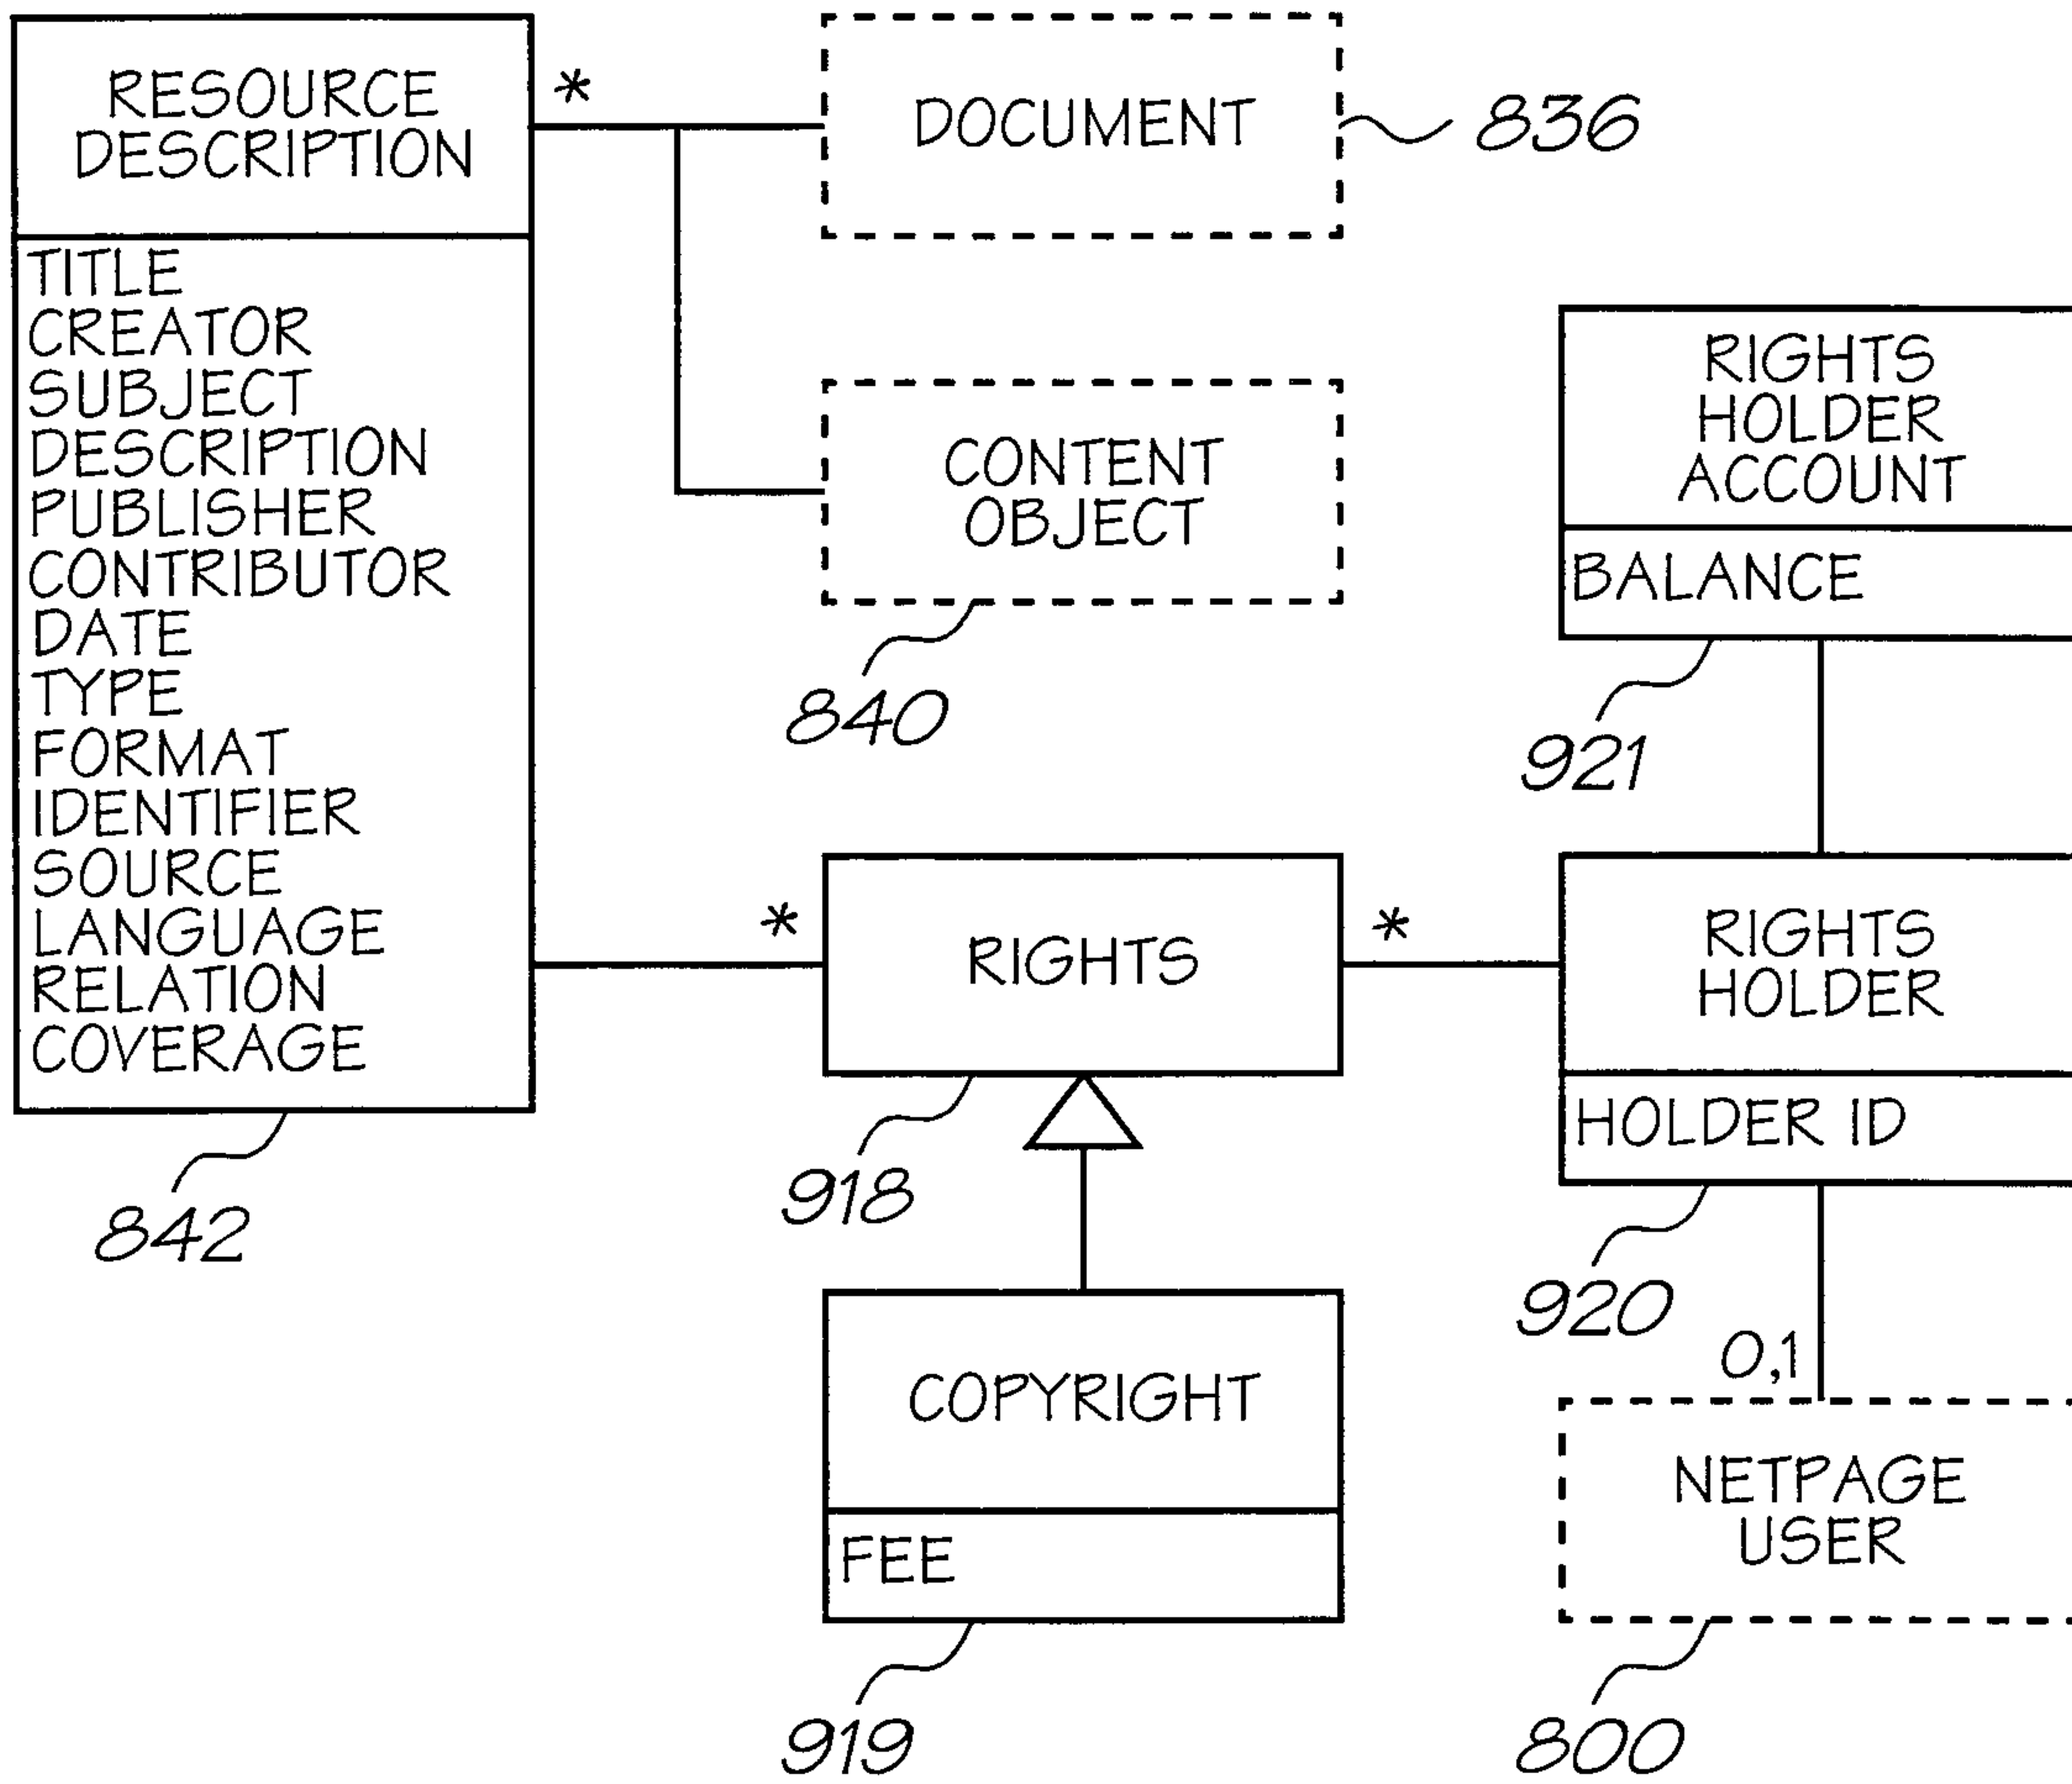 RESOURCE
DESCRIPTION
TITLE
CREATOR
SUBJECT
DESCRIPTION
PUBLISHER
CONTRIBUTOR
DATE
TYPE
FORMAT
IDENTIFIER
SOURCE
LANGUAGE
RELATION
COVERAGE
842
*
DOCUMENT
836
CONTENT
OBJECT
840
*
RIGHTS
*
918
COPYRIGHT
FEE
919
RIGHTS
HOLDER
ACCOUNT
BALANCE
921
RIGHTS
HOLDER
HOLDER ID
920
0,1
NETPAGE
USER
800